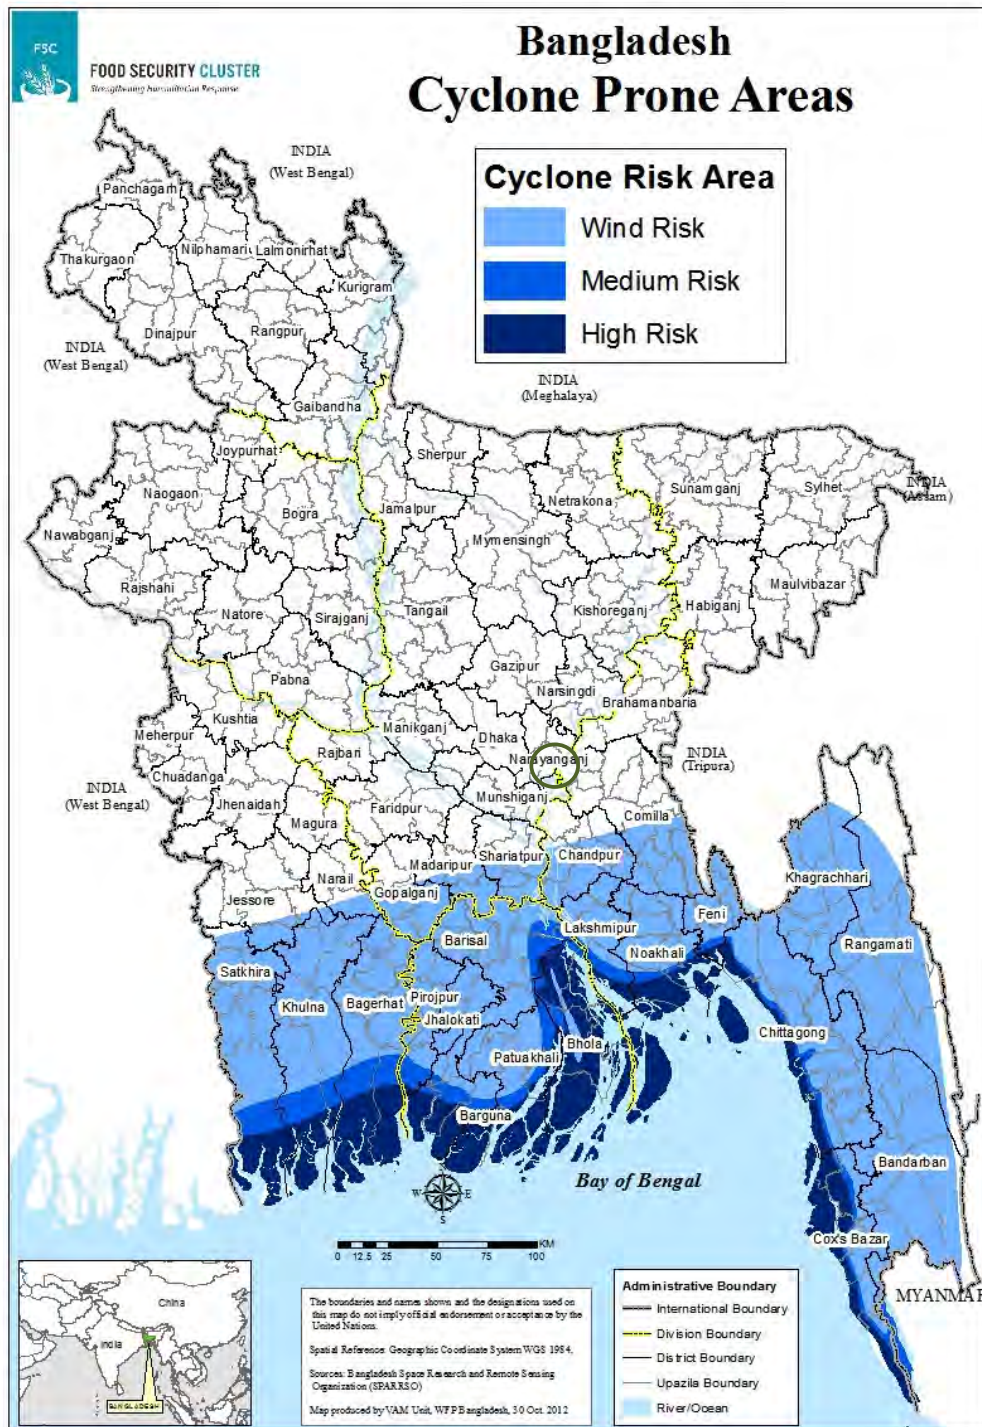 FSC
FOOD SECURITY CLUSTER
Strengthening Humanitarian Response
Bangladesh
Cyclone Prone Areas
Cyclone Risk Area
Wind Risk
Medium Risk
High Risk
INDIA
(West Bengal)
Panchagarh
Nilphamari
Lalmonirhat
Thakurgaon
Kurigram
Dinajpur
Rangpur
INDIA
(West Bengal)
INDIA
(Meghalaya)
Gaibandha
Joypurhat
Sherpur
Naogaon
Netrakona
Sunamganj
Sylhet
INDIA
(Assam)
Bogra
Jamalpur
Nawabganj
Mymensingh
Rajshahi
Maulvibazar
Natore
Sirajganj
Tangail
Kishoreganj
Habiganj
Gazipur
Pabna
Narsingdi
Brahamanbaria
Kushtia
Manikganj
Meherpur
Dhaka
Rajbari
Narayanganj
INDIA
(Tripura)
Chuadanga
INDIA
(West Bengal)
Jhenaidah
Faridpur
Munshiganj
Magura
Comilla
Shariatpur
Chandpur
Madaripur
Khagrachhari
Narail
Gopalganj
Jessore
Feni
Lakshmipur
Barisal
Rangamati
Noakhali
Satkhira
Khulna
Bagerhat
Pirojpur
Jhalokati
Chittagong
Bhola
Patuakhali
Barguna
Bandarban
Bay of Bengal
W
E
S
Cox's Bazar
KM
0 12.5 25 50 75 100
MYANMAR
China
India
BANGLADESH
The boundaries and names shown and the designations used on
this map do not imply official endorsement or acceptance by the
United Nations.
Spatial Reference: Geographic Coordinate System WGS 1984,
Sources: Bangladesh Space Research and Remote Sensing
Organization (SPARRSO)
Map produced by VAM Unit, WFP Bangladesh, 30 Oct. 2012
Administrative Boundary
International Boundary
Division Boundary
District Boundary
Upazila Boundary
River/Ocean